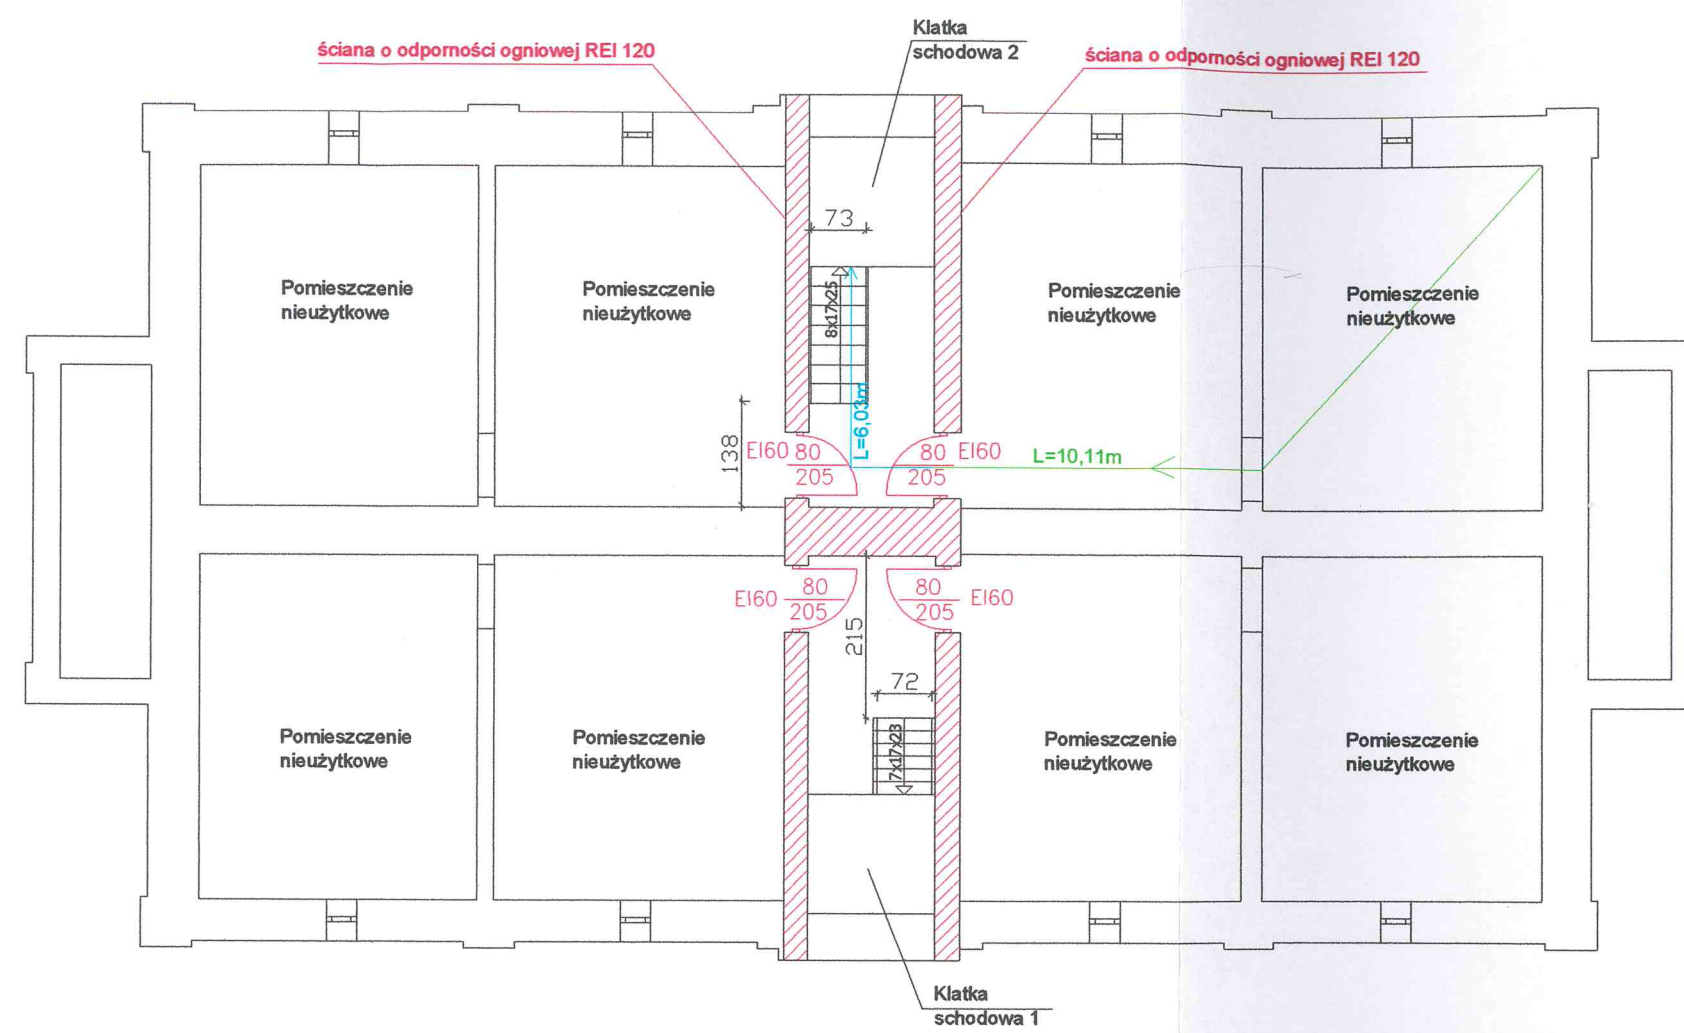 Klatka
schodowa 2
ściana o odporności ogniowej REI 120
ściana o odporności ogniowej REI 120
73
Pomieszczenie
nieużytkowe
Pomieszczenie
nieużytkowe
8x17x25
Pomieszczenie
nieużytkowe
Pomieszczenie
nieużytkowe
L=6,03m
138
EI60
80
205
80
205
EI60
L=10,11m
EI60
80
205
80
205
EI60
215
72
7x17x23
Pomieszczenie
nieużytkowe
Pomieszczenie
nieużytkowe
Pomieszczenie
nieużytkowe
Pomieszczenie
nieużytkowe
Klatka
schodowa 1